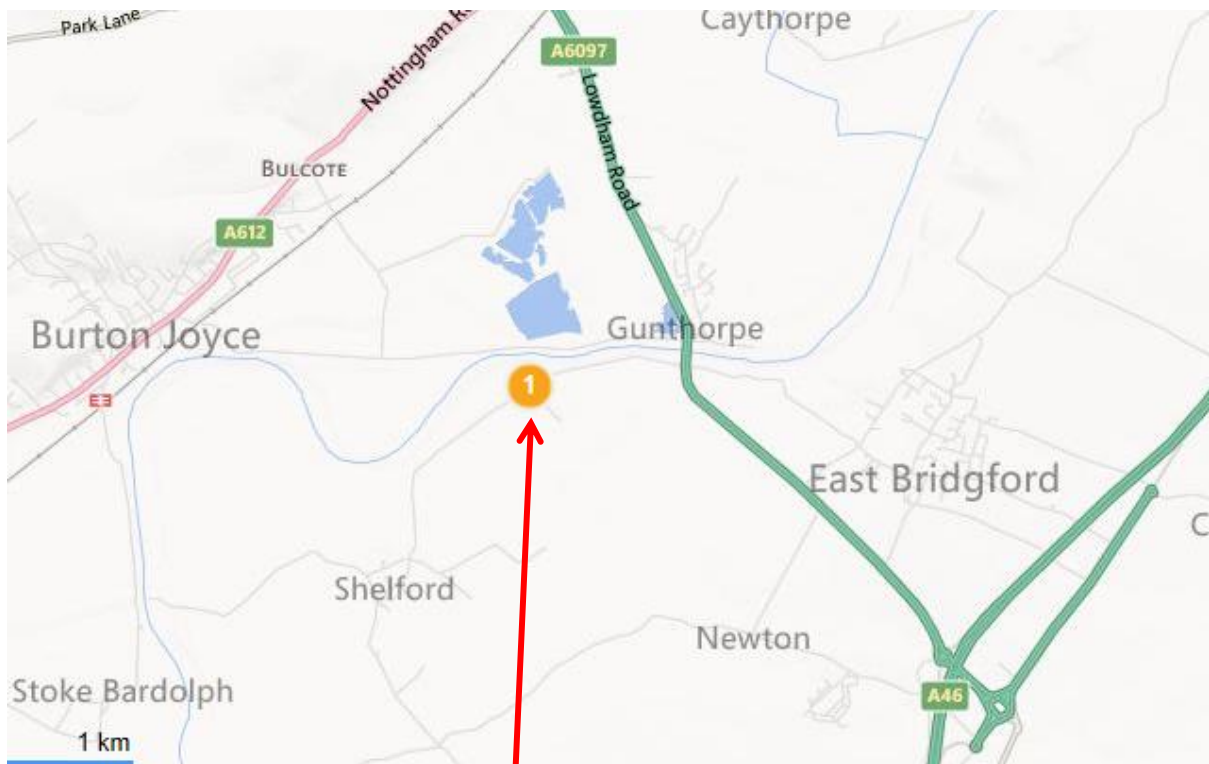 Park Lane
Nottingham R
A6097
Caythorpe
Lowdham Road
BULCOTE
A612
Burton Joyce
Gunthorpe
1
East Bridgford
C
Shelford
Newton
Stoke Bardolph
A46
1 km